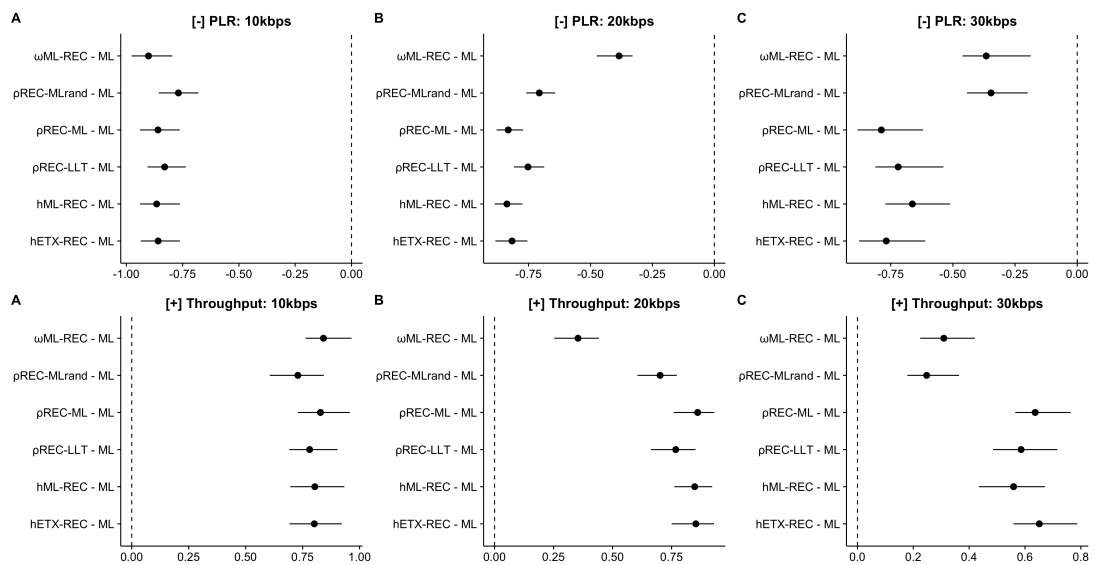 A
[-] PLR: 10kbps
ωML-REC - ML
ρREC-MLrand - ML
ρREC-ML - ML
ρREC-LLT - ML
hML-REC - ML
hETX-REC - ML
-1.00 -0.75 -0.50 -0.25 0.00
B
[-] PLR: 20kbps
ωML-REC - ML
ρREC-MLrand - ML
ρREC-ML - ML
ρREC-LLT - ML
hML-REC - ML
hETX-REC - ML
-0.75 -0.50 -0.25 0.00
C
[-] PLR: 30kbps
ωML-REC - ML
ρREC-MLrand - ML
ρREC-ML - ML
ρREC-LLT - ML
hML-REC - ML
hETX-REC - ML
-0.75 -0.50 -0.25 0.00
A
[+] Throughput: 10kbps
ωML-REC - ML
ρREC-MLrand - ML
ρREC-ML - ML
ρREC-LLT - ML
hML-REC - ML
hETX-REC - ML
0.00 0.25 0.50 0.75 1.00
B
[+] Throughput: 20kbps
ωML-REC - ML
ρREC-MLrand - ML
ρREC-ML - ML
ρREC-LLT - ML
hML-REC - ML
hETX-REC - ML
0.00 0.25 0.50 0.75
C
[+] Throughput: 30kbps
ωML-REC - ML
ρREC-MLrand - ML
ρREC-ML - ML
ρREC-LLT - ML
hML-REC - ML
hETX-REC - ML
0.0 0.2 0.4 0.6 0.8